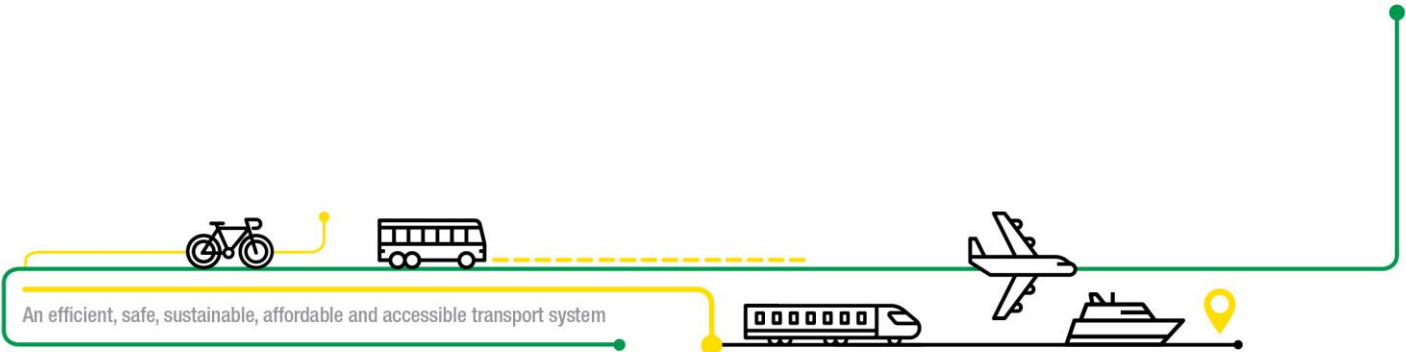 An efficient, safe, sustainable, affordable and accessible transport system